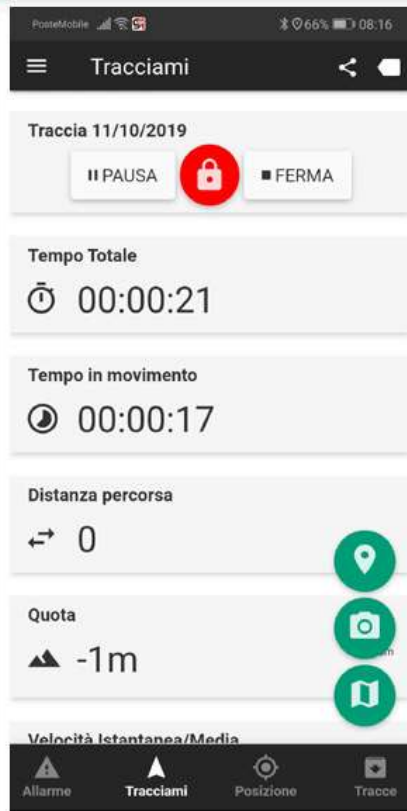 PosteMobile 66% 08:16
Tracciami
Traccia 11/10/2019
PAUSA FERMA
Tempo Totale
00:00:21
Tempo in movimento
00:00:17
Distanza percorsa
0
Quota
-1m
Velocità Istantanea/Media
Allarme Tracciami Posizione Tracce